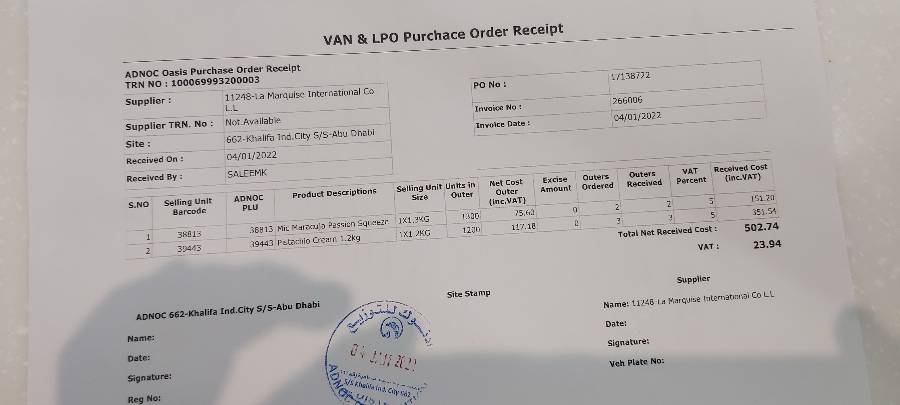 VAN & LPO Purchace Order Receipt
ADNOC Oasis Purchase Order Receipt
TRN NO : 100069993200003
Supplier : 11248-La Marquise International Co L.L
Supplier TRN. No : Not Available
Site : 662-Khalifa Ind.City S/S-Abu Dhabi
Received On : 04/01/2022
Received By : SALEEMK
PO No : 17138772
Invoice No : 266006
Invoice Date : 04/01/2022
S.NO Selling Unit Barcode ADNOC PLU Product Descriptions Selling Unit Size Units in Outer Net Cost Outer (inc.VAT) Excise Amount Outers Ordered Outers Received VAT Percent Received Cost (inc.VAT)
1 38813 38813 Mic Maracuja Passion Squeeze 1X1.3KG 1300 75.60 0 2 2 5 151.20
2 39443 39443 Pistachio Cream 1.2kg 1X1.2KG 1200 117.18 0 3 3 5 351.54
Total Net Received Cost : 502.74
VAT : 23.94
ADNOC 662-Khalifa Ind.City S/S-Abu Dhabi
Name:
Date:
Signature:
Reg No:
Site Stamp
04 JAN 2022
S/S Khalifa Ind. City 662
ADNOC
Supplier
Name: 11248-La Marquise International Co L.L
Date:
Signature:
Veh Plate No: